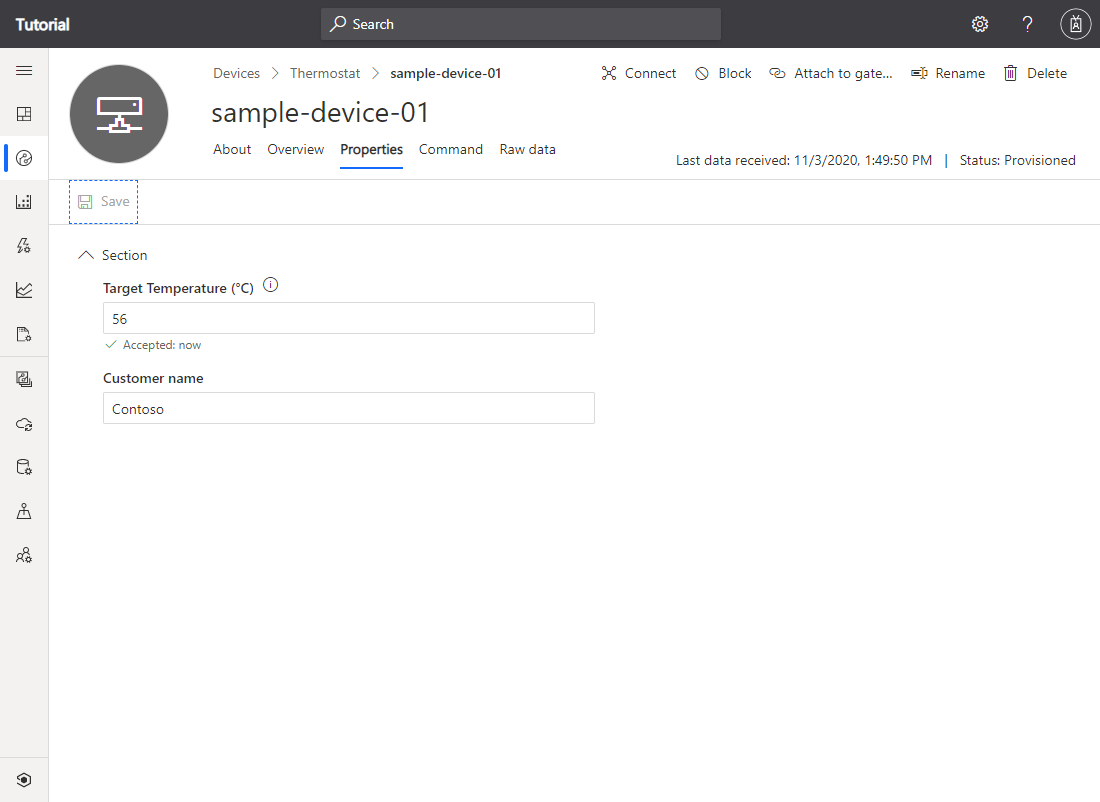 Tutorial
Search
?
Devices > Thermostat > sample-device-01
Connect Block Attach to gate... Rename Delete
sample-device-01
About Overview Properties Command Raw data
Last data received: 11/3/2020, 1:49:50 PM | Status: Provisioned
Save
Section
Target Temperature (°C)
56
Accepted: now
Customer name
Contoso